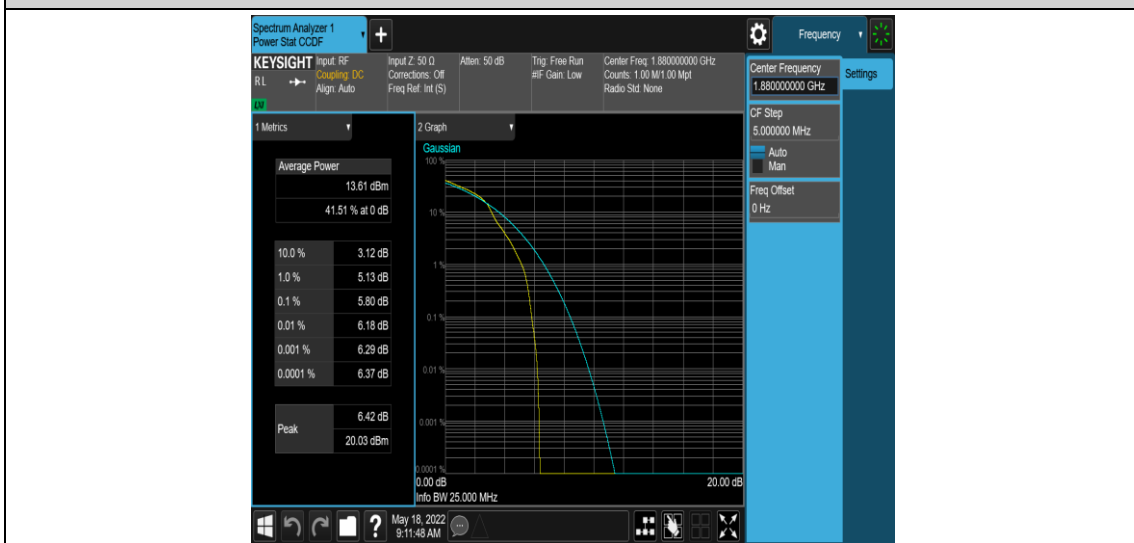 Spectrum Analyzer 1
Power Stat CCDF
Frequency
KEYSIGHT
RL
Input: RF
Coupling: DC
Align: Auto
Input Z: 50 Ω
Corrections: Off
Freq Ref: Int (S)
Atten: 50 dB
Trig: Free Run
#IF Gain: Low
Center Freq: 1.880000000 GHz
Counts: 1.00 M/1.00 Mpt
Radio Std: None
Center Frequency
1.880000000 GHz
Settings
CF Step
5.000000 MHz
Auto
Man
Freq Offset
0 Hz
1 Metrics
Average Power
13.61 dBm
41.51 % at 0 dB
10.0 % 3.12 dB
1.0 % 5.13 dB
0.1 % 5.80 dB
0.01 % 6.18 dB
0.001 % 6.29 dB
0.0001 % 6.37 dB
Peak
6.42 dB
20.03 dBm
2 Graph
Gaussian
100 %
10 %
1 %
0.1 %
0.01 %
0.001 %
0.0001 %
0.00 dB 20.00 dB
Info BW 25.000 MHz
?
May 18, 2022
9:11:48 AM